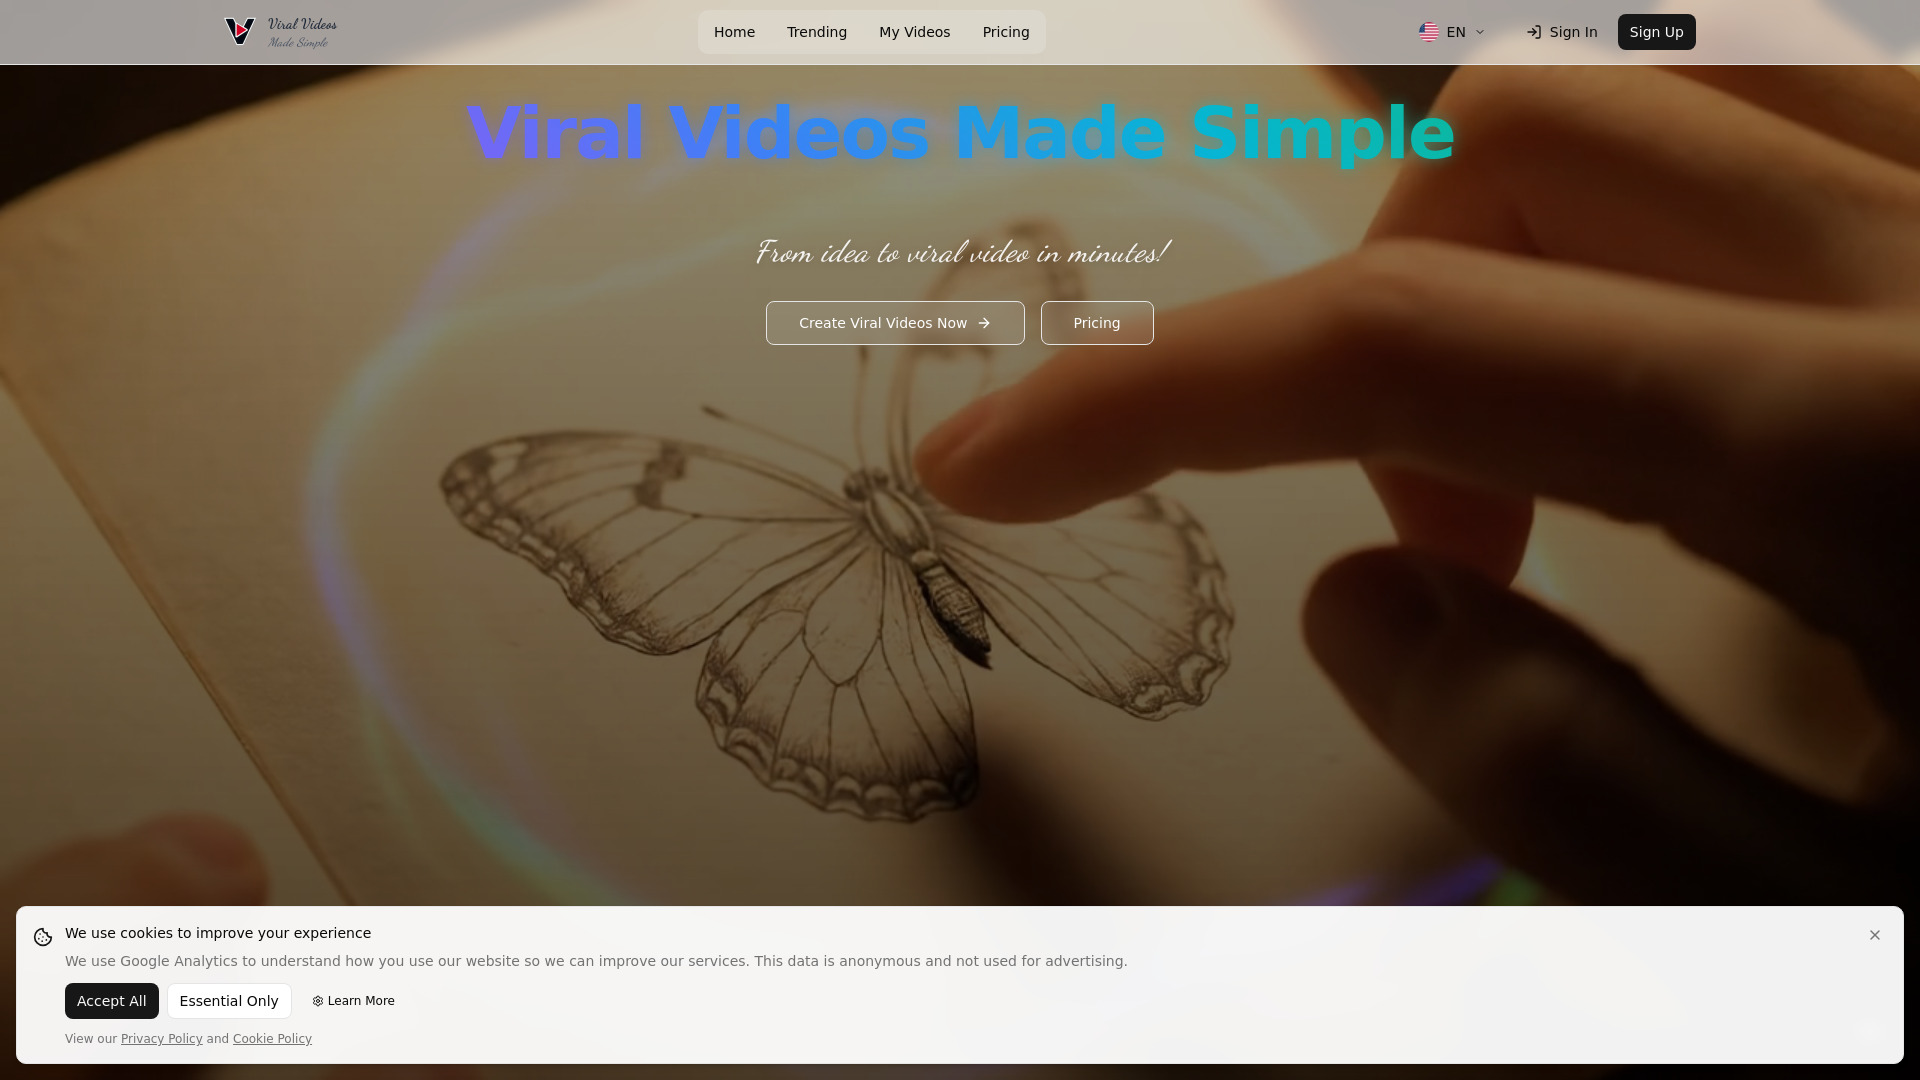 Viral Videos
Made Simple
Home
Trending
My Videos
Pricing
EN
Sign In
Sign Up
Viral Videos Made Simple
From idea to viral video in minutes!
Create Viral Videos Now
Pricing
We use cookies to improve your experience
We use Google Analytics to understand how you use our website so we can improve our services. This data is anonymous and not used for advertising.
Accept All
Essential Only
Learn More
View our Privacy Policy and Cookie Policy